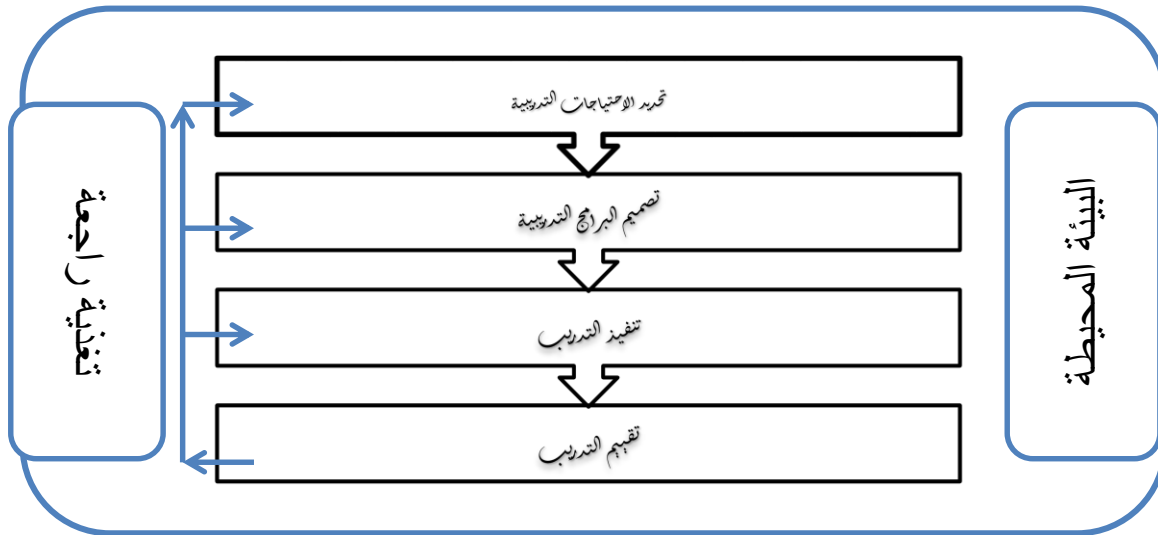 تحديد الاحتياجات التدريبية
تصميم البرامج التدريبية
تنفيذ التدريب
تقييم التدريب
البيئة المحيطة
تغذية راجعة